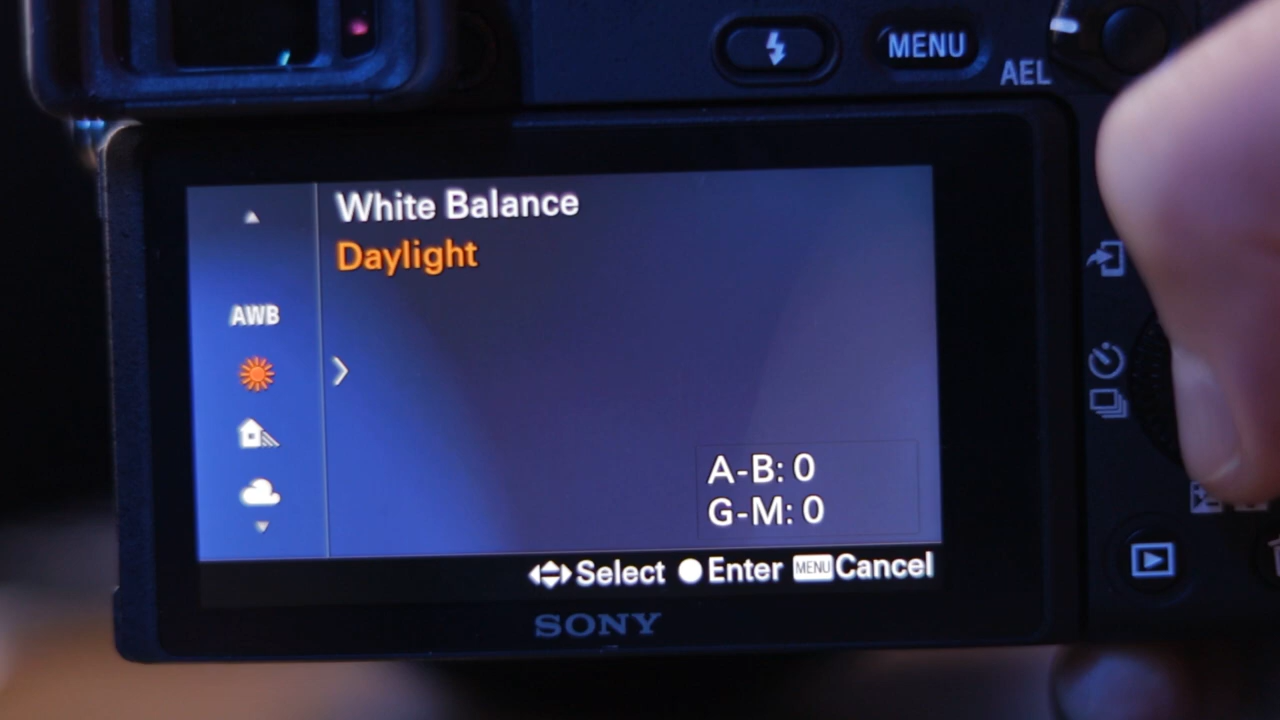 MENU
AEL
White Balance
Daylight
AWB
A-B: 0
G-M: 0
Select Enter MENU Cancel
SONY